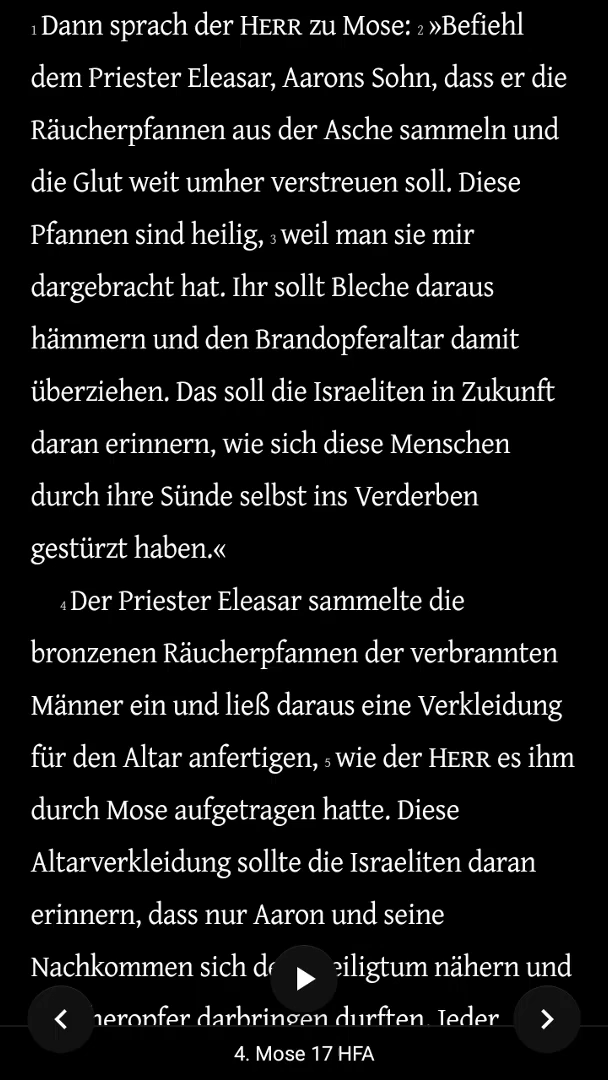 1 Dann sprach der HERR zu Mose: 2 »Befiehl
dem Priester Eleasar, Aarons Sohn, dass er die
Räucherpfannen aus der Asche sammeln und
die Glut weit umher verstreuen soll. Diese
Pfannen sind heilig, 3 weil man sie mir
dargebracht hat. Ihr sollt Bleche daraus
hämmern und den Brandopferaltar damit
überziehen. Das soll die Israeliten in Zukunft
daran erinnern, wie sich diese Menschen
durch ihre Sünde selbst ins Verderben
gestürzt haben.«
4 Der Priester Eleasar sammelte die
bronzenen Räucherpfannen der verbrannten
Männer ein und ließ daraus eine Verkleidung
für den Altar anfertigen, 5 wie der HERR es ihm
durch Mose aufgetragen hatte. Diese
Altarverkleidung sollte die Israeliten daran
erinnern, dass nur Aaron und seine
Nachkommen sich nähern und
darbringen durften. Jeder
4. Mose 17 HFA